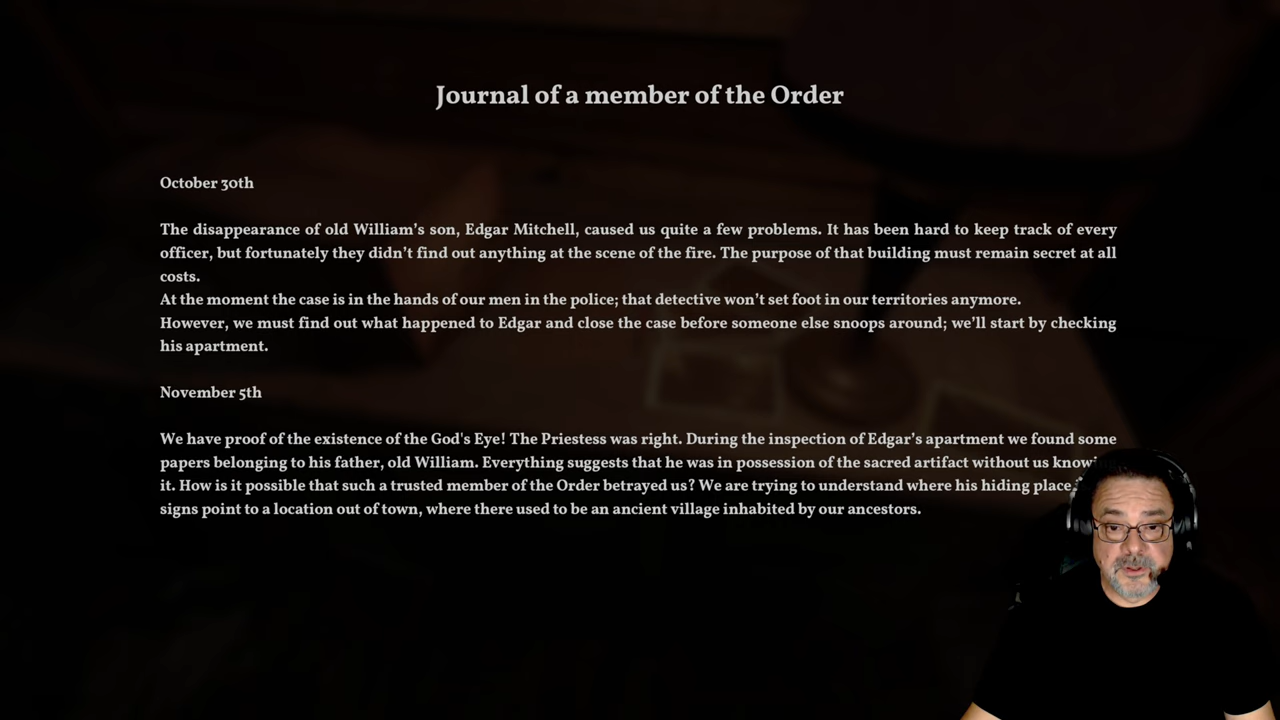 Journal of a member of the Order
October 30th
The disappearance of old William's son, Edgar Mitchell, caused us quite a few problems. It has been hard to keep track of every
officer, but fortunately they didn't find out anything at the scene of the fire. The purpose of that building must remain secret at all
costs.
At the moment the case is in the hands of our men in the police; that detective won't set foot in our territories anymore.
However, we must find out what happened to Edgar and close the case before someone else snoops around; we'll start by checking
his apartment.
November 5th
We have proof of the existence of the God's Eye! The Priestess was right. During the inspection of Edgar's apartment we found some
papers belonging to his father, old William. Everything suggests that he was in possession of the sacred artifact without us
it. How is it possible that such a trusted member of the Order betrayed us? We are trying to understand where his hiding place
signs point to a location out of town, where there used to be an ancient village inhabited by our ancestors.